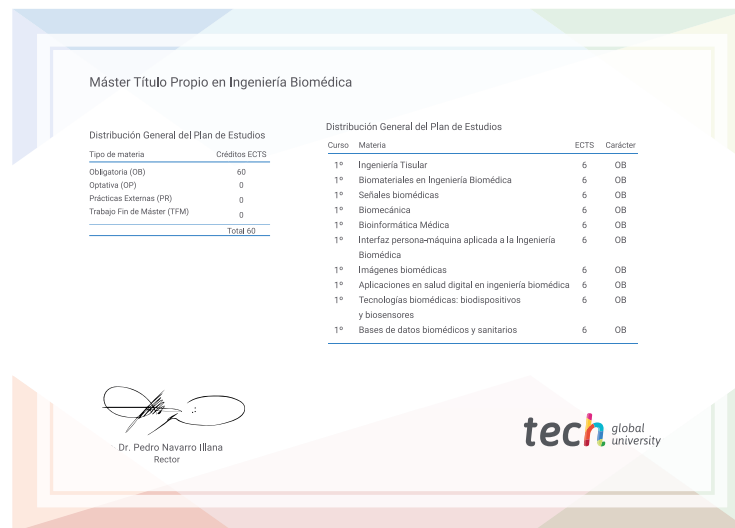 Máster Título Propio en Ingeniería Biomédica
Distribución General del Plan de Estudios
Tipo de materia Créditos ECTS
Obligatoria (OB) 60
Optativa (OP) 0
Prácticas Externas (PR) 0
Trabajo Fin de Máster (TFM) 0
Total 60
Distribución General del Plan de Estudios
Curso Materia ECTS Carácter
1º Ingeniería Tisular 6 OB
1º Biomateriales en Ingeniería Biomédica 6 OB
1º Señales biomédicas 6 OB
1º Biomecánica 6 OB
1º Bioinformática Médica 6 OB
1º Interfaz persona-máquina aplicada a la Ingeniería 6 OB
Biomédica
1º Imágenes biomédicas 6 OB
1º Aplicaciones en salud digital en ingeniería biomédica 6 OB
1º Tecnologías biomédicas: biodispositivos 6 OB
y biosensores
1º Bases de datos biomédicos y sanitarios 6 OB
Dr. Pedro Navarro Illana
Rector
tech global
university